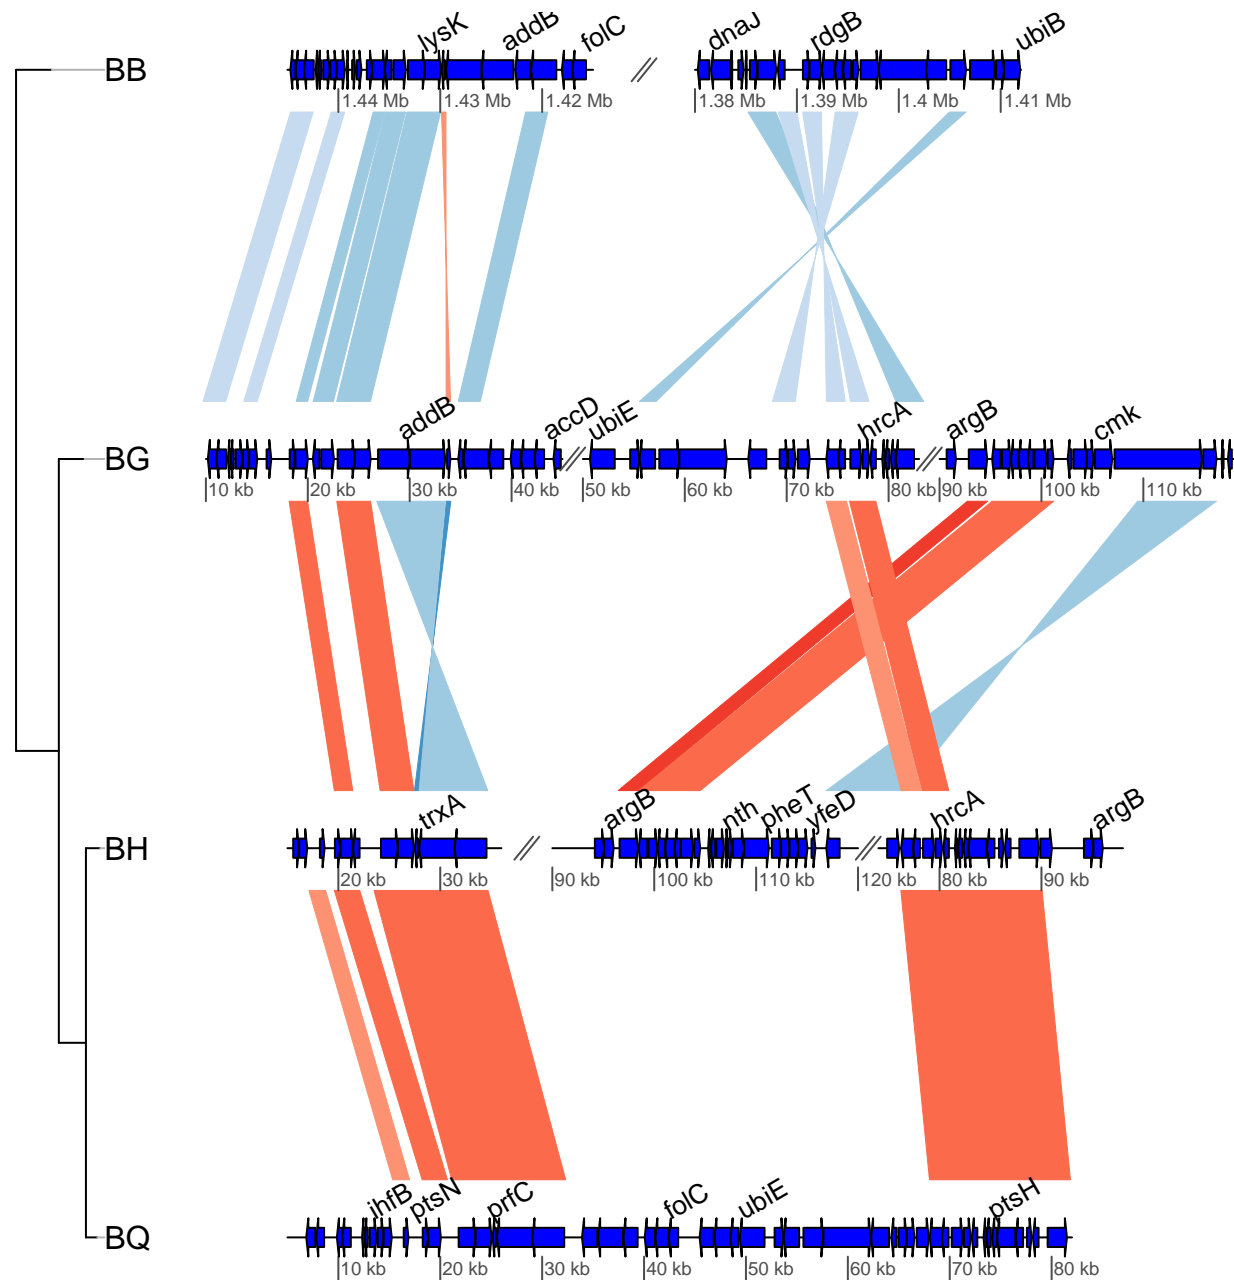 lysK addB folC dnaJ rdgB ubiB
BB
1.44 Mb 1.43 Mb 1.42 Mb 1.38 Mb 1.39 Mb 1.4 Mb 1.41 Mb
addB accD ubiE hrcA argB cmk
BG
10 kb 20 kb 30 kb 40 kb 50 kb 60 kb 70 kb 80 kb 90 kb 100 kb 110 kb
trxA argB nth pheT yfeD hrcA argB
BH
20 kb 30 kb 90 kb 100 kb 110 kb 120 kb 80 kb 90 kb
ihfB ptsN prfC folC ubiE ptsH
BQ
10 kb 20 kb 30 kb 40 kb 50 kb 60 kb 70 kb 80 kb